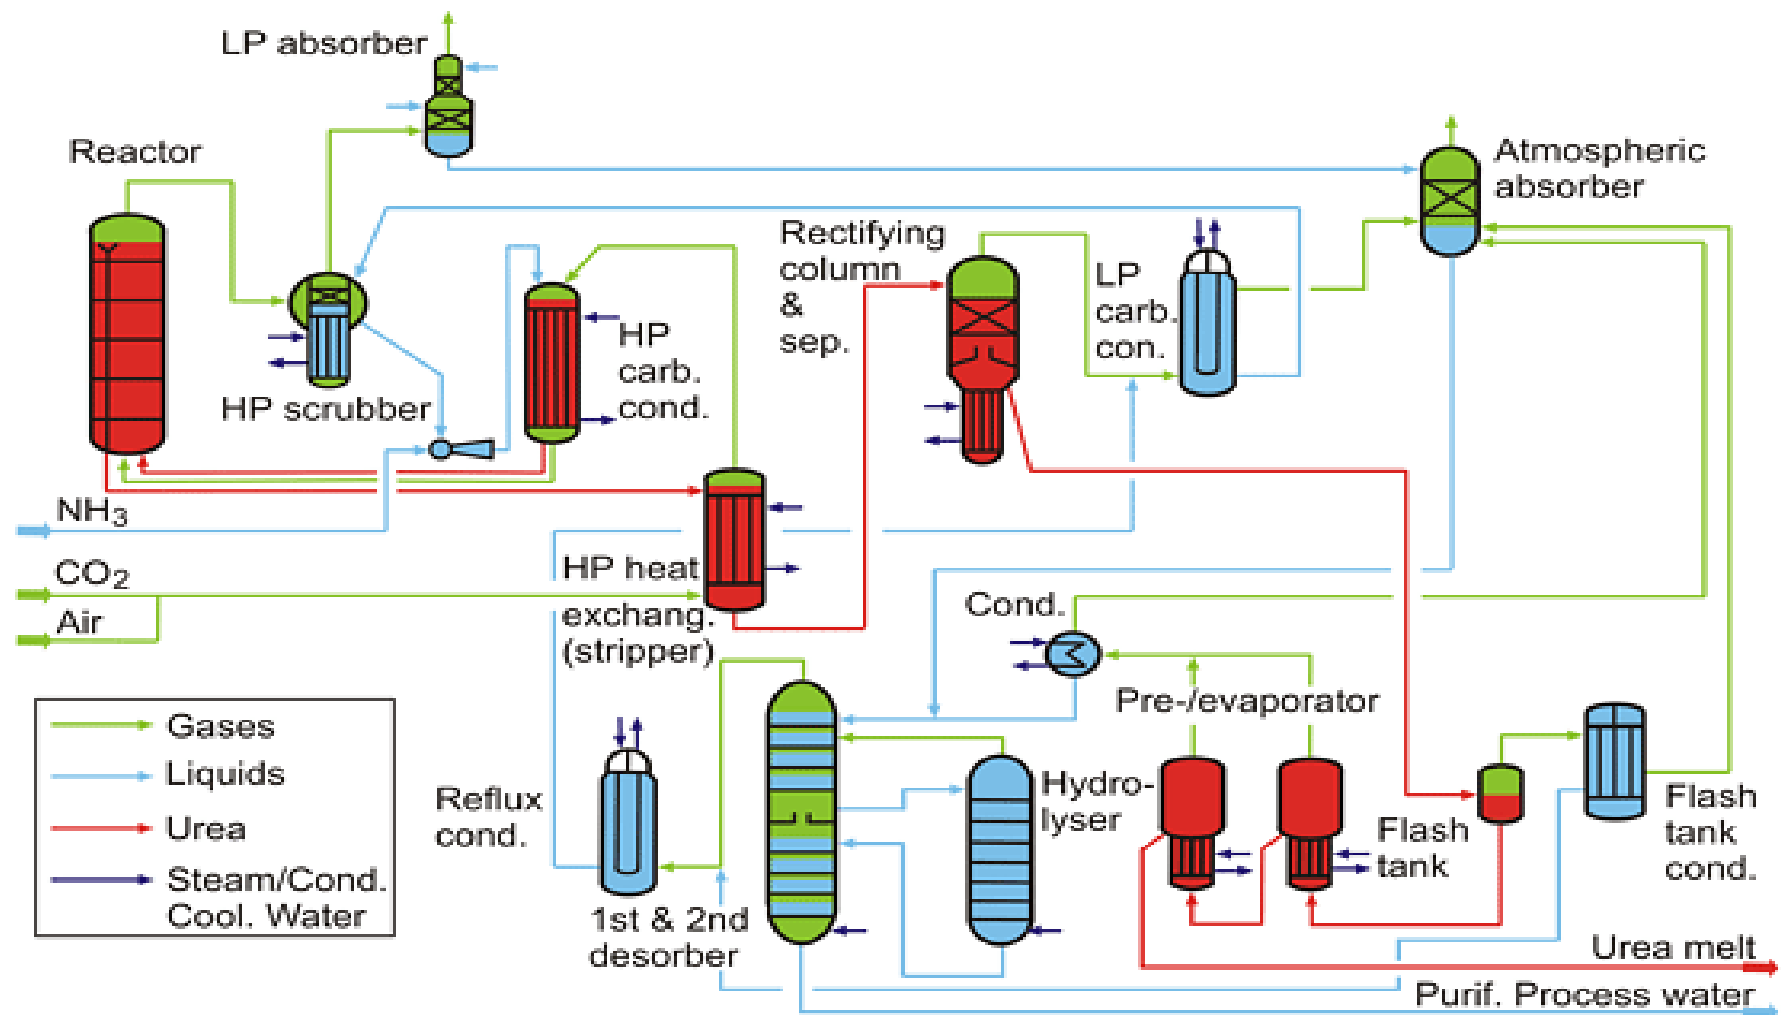 LP absorber
Reactor
Atmospheric
absorber
Rectifying
column
&
sep.
LP
carb.
con.
HP
carb.
cond.
HP scrubber
NH3
CO2
Air
HP heat
exchang.
(stripper)
Cond.
Pre-/evaporator
Gases
Liquids
Urea
Steam/Cond.
Cool. Water
Reflux
cond.
1st & 2nd
desorber
Hydro-
lyser
Flash
tank
Flash
tank
cond.
Urea melt
Purif. Process water